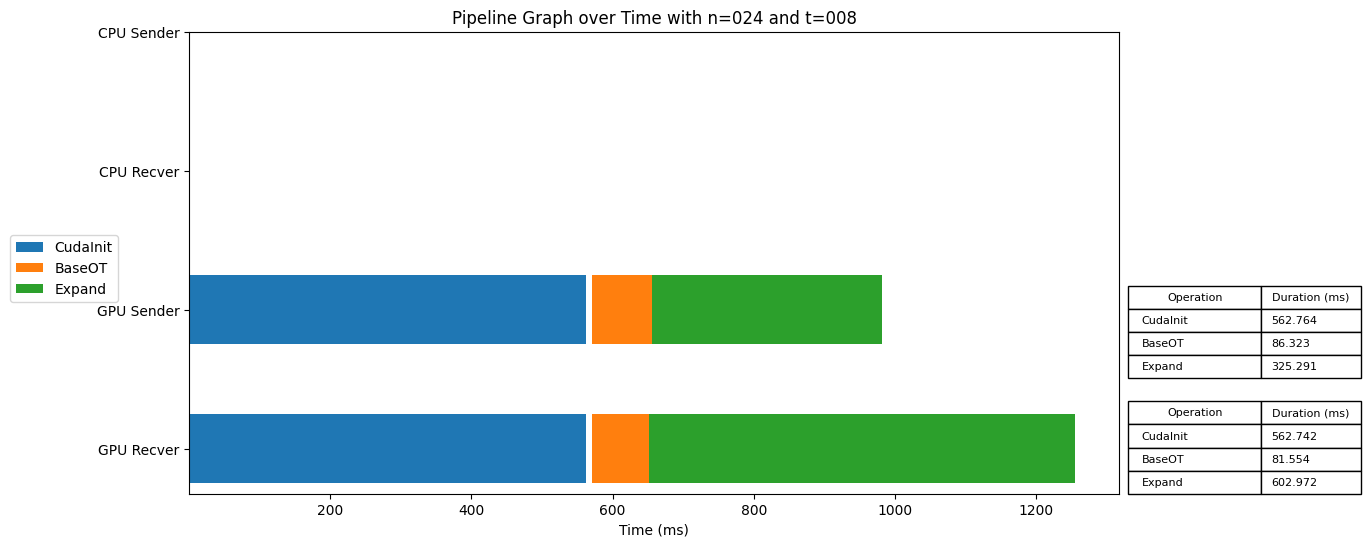 Pipeline Graph over Time with n=024 and t=008
CPU Sender
CPU Recver
CudaInit
BaseOT
Expand
GPU Sender
GPU Recver
200 400 600 800 1000 1200
Time (ms)
Operation Duration (ms)
CudaInit 562.764
BaseOT 86.323
Expand 325.291
Operation Duration (ms)
CudaInit 562.742
BaseOT 81.554
Expand 602.972